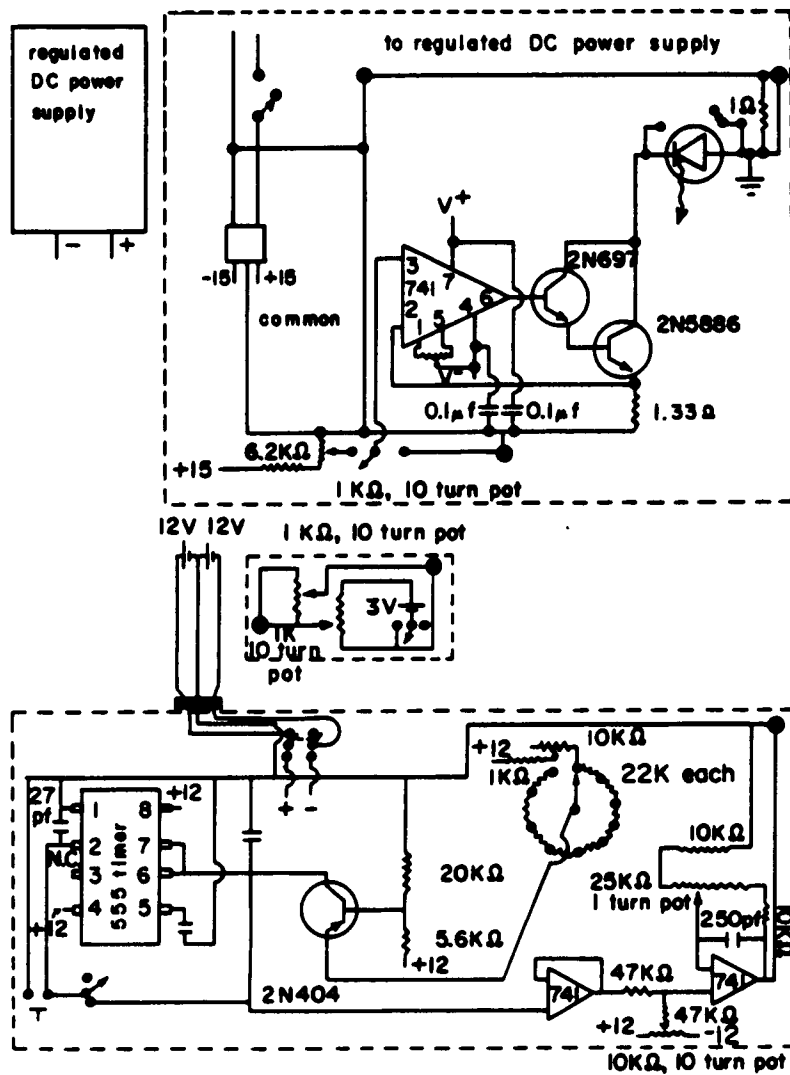 regulated
DC power
supply
- +
to regulated DC power supply
1Ω
V+
-15 +15
common
3
741
2
1
5
7
4
6
2N697
2N5886
V-
0.1μf
0.1μf
1.33Ω
6.2KΩ
+15
1KΩ, 10 turn pot
12V 12V
1KΩ, 10 turn pot
3V
1K
10 turn
pot
+ -
+12
10KΩ
1KΩ
22K each
27
pf
+12
1 8
2 7
3 6
4 5
555 timer
N.C.
+12
20KΩ
5.6KΩ
+12
2N404
10KΩ
25KΩ
1 turn pot
250pf
10KΩ
741
47KΩ
741
47KΩ
+12 -12
10KΩ, 10 turn pot